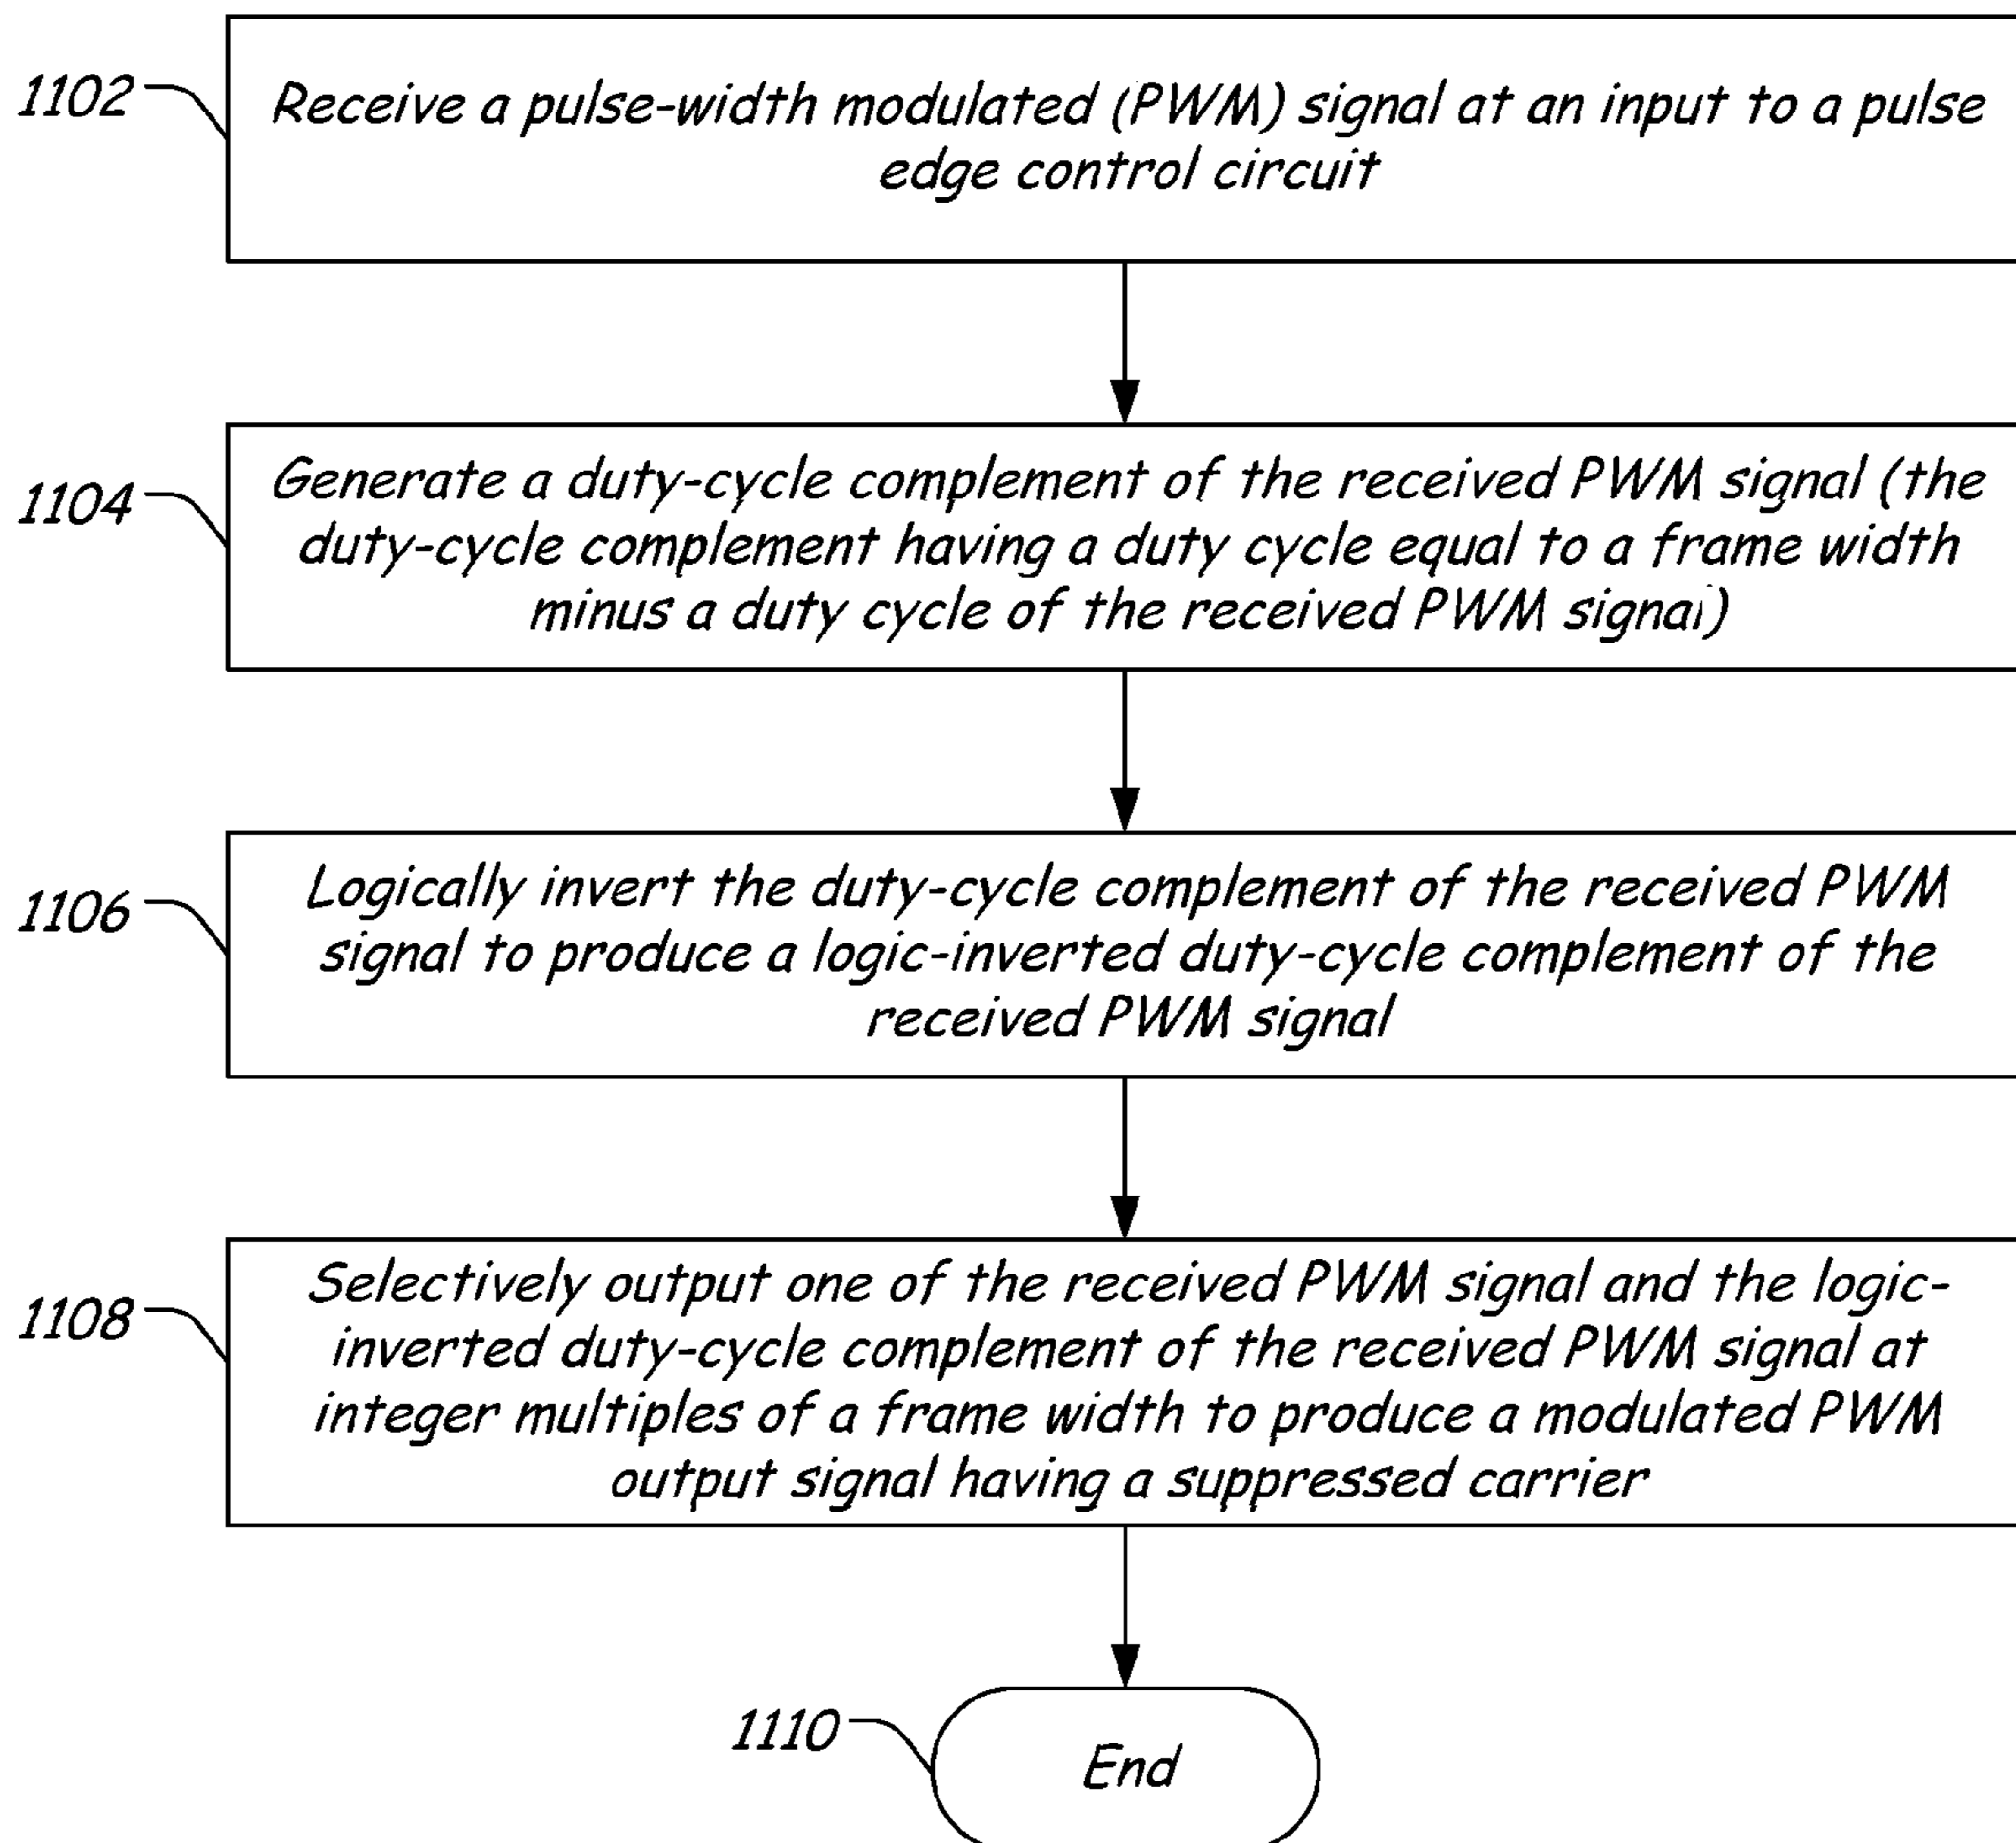 1102
Receive a pulse-width modulated (PWM) signal at an input to a pulse
edge control circuit
1104
Generate a duty-cycle complement of the received PWM signal (the
duty-cycle complement having a duty cycle equal to a frame width
minus a duty cycle of the received PWM signal)
1106
Logically invert the duty-cycle complement of the received PWM
signal to produce a logic-inverted duty-cycle complement of the
received PWM signal
1108
Selectively output one of the received PWM signal and the logic-
inverted duty-cycle complement of the received PWM signal at
integer multiples of a frame width to produce a modulated PWM
output signal having a suppressed carrier
1110
End